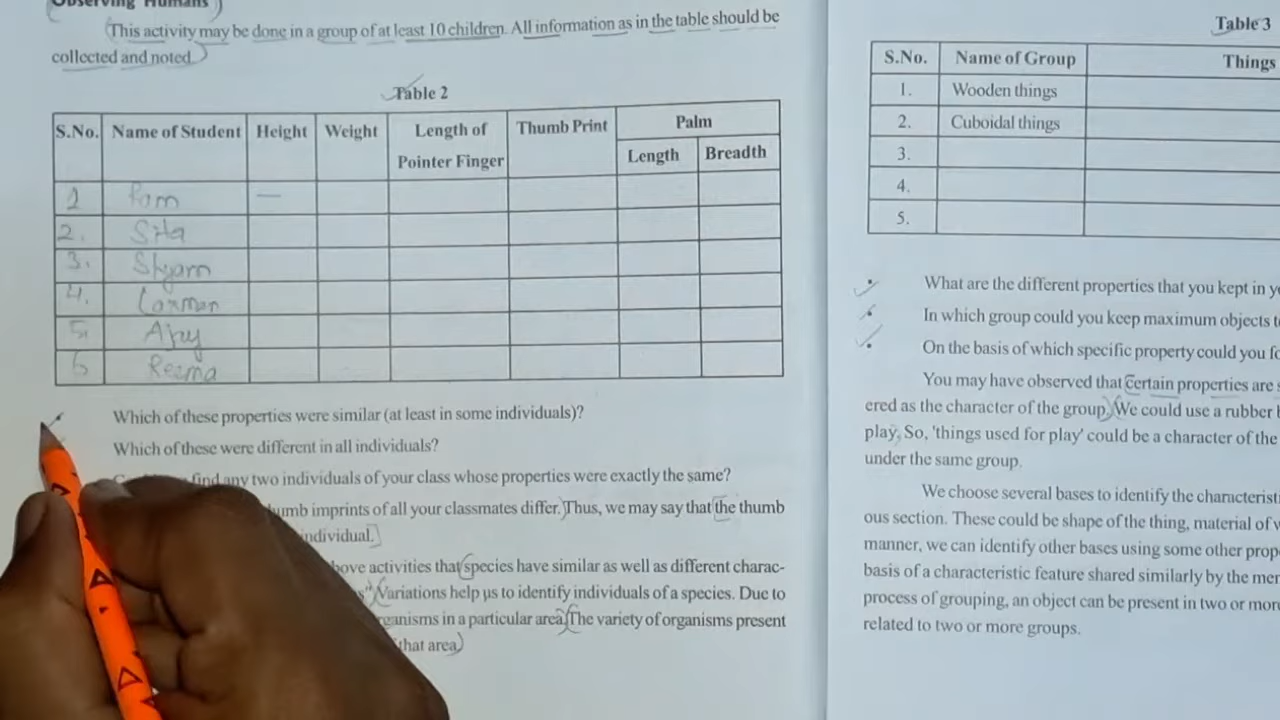 Observing Humans
This activity may be done in a group of at least 10 children. All information as in the table should be
collected and noted.
Table 2
S.No. Name of Student Height Weight Length of Pointer Finger Thumb Print Palm
Length Breadth
Ram —
2. Sita
3. Shyam
4. Laxman
5. Ajay
6 Reema
Which of these properties were similar (at least in some individuals)?
Which of these were different in all individuals?
find any two individuals of your class whose properties were exactly the same?
umb imprints of all your classmates differ. Thus, we may say that the thumb
ndividual.
bove activities that species have similar as well as different charac-
s" Variations help us to identify individuals of a species. Due to
rganisms in a particular area. The variety of organisms present
that area)
Table 3
S.No. Name of Group Things
1. Wooden things
2. Cuboidal things
3.
4.
5.
• What are the different properties that you kept in y
• In which group could you keep maximum objects t
• On the basis of which specific property could you f
You may have observed that certain properties are s
ered as the character of the group. We could use a rubber b
play. So, 'things used for play' could be a character of the
under the same group.
We choose several bases to identify the characterist
ous section. These could be shape of the thing, material of w
manner, we can identify other bases using some other prop
basis of a characteristic feature shared similarly by the mer
process of grouping, an object can be present in two or mor
related to two or more groups.